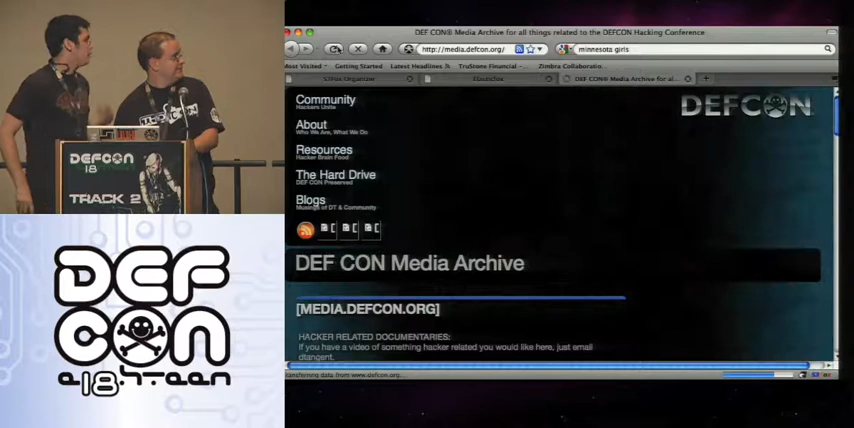 DEFCON
18
TRACK 2
DEF
CON
e18hteen
DEF CON® Media Archive for all things related to the DEFCON Hacking Conference
http://media.defcon.org/
minnesota girls
Most Visited
Getting Started
Latest Headlines
TruStone Financial -
Zimbra Collaboratio...
S3Fox Organizer
DEF CON® Media Archive for al...
Community
Hackers Unite
About
Who We Are, What We Do
Resources
Hacker Brain Food
The Hard Drive
DEF CON Preserved
Blogs
Musings of DT & Community
DEFCON
DEF CON Media Archive
[MEDIA.DEFCON.ORG]
HACKER RELATED DOCUMENTARIES:
If you have a video of something hacker related you would like here, just email
dtangent.
Transferring data from www.defcon.org...